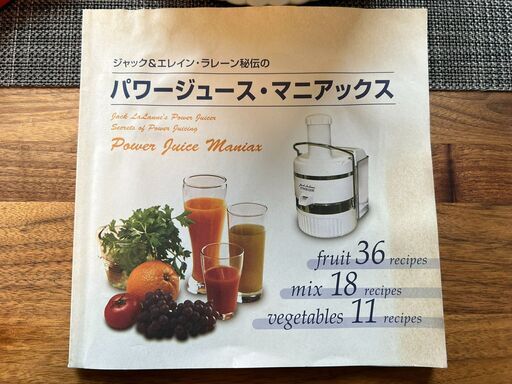 ジャック&エレイン・ラレーン秘伝の
パワージュース・マニアックス
Jack LaLanne's Power Juicer
Secrets of Power Juicing
Power Juice Maniax
fruit 36 recipes
mix 18 recipes
vegetables 11 recipes